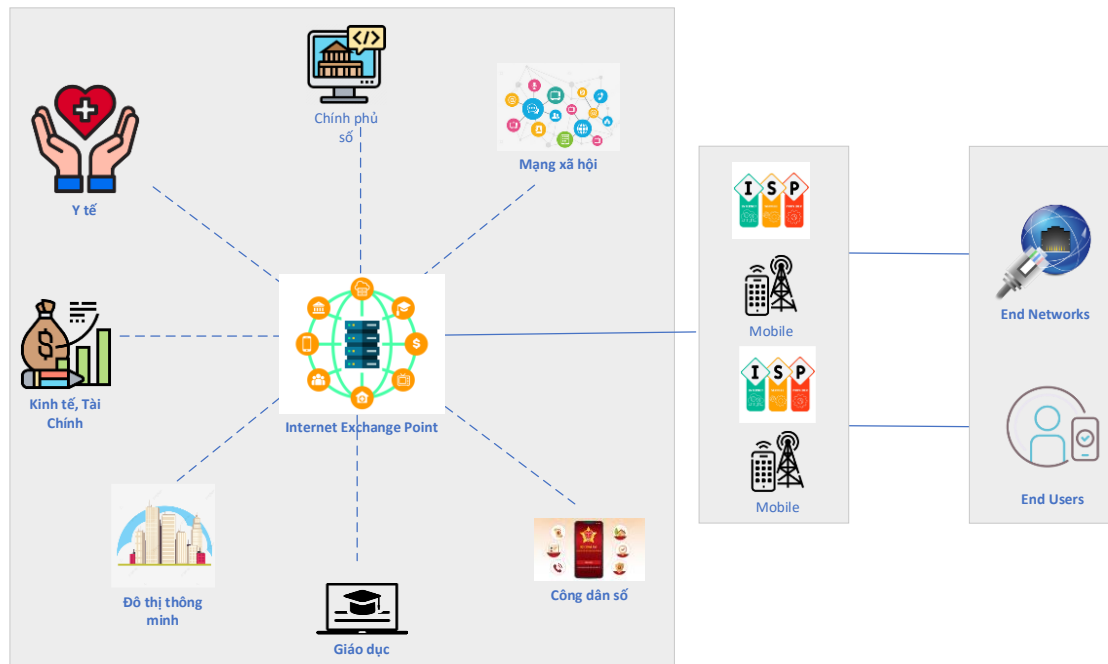 Chính phủ
số
Mạng xã hội
Y tế
I S P
Mobile
I S P
Mobile
End Networks
Kinh tế, Tài
Chính
Internet Exchange Point
End Users
Đô thị thông
minh
Giáo dục
Công dân số